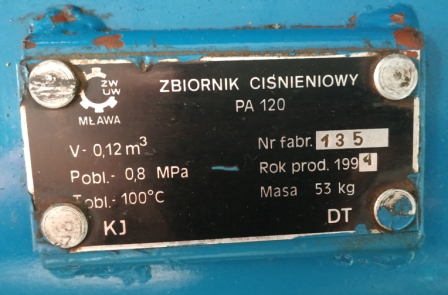 ZW
UW
MŁAWA
ZBIORNIK CIŚNIENIOWY
PA 120
V- 0,12 m³
Pobl.- 0,8 MPa
Tobl.- 100°C
Nr fabr. 135
Rok prod. 1991
Masa 53 kg
KJ
DT